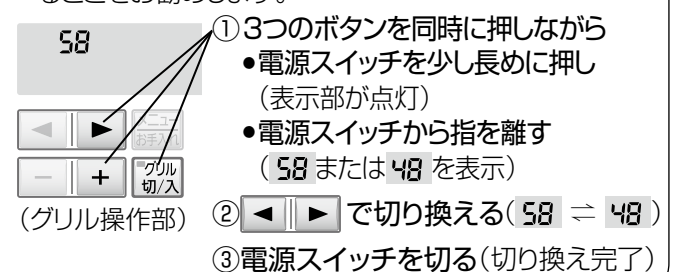 ることをお勧めします。
58
①3つのボタンを同時に押しながら
•電源スイッチを少し長めに押し
(表示部が点灯)
•電源スイッチから指を離す
(58または48を表示)
◀ ▶ メニュー
お手入れ
− + グリル
切/入
(グリル操作部)
②◀ ▶で切り換える(58 ⇌ 48)
③電源スイッチを切る(切り換え完了)